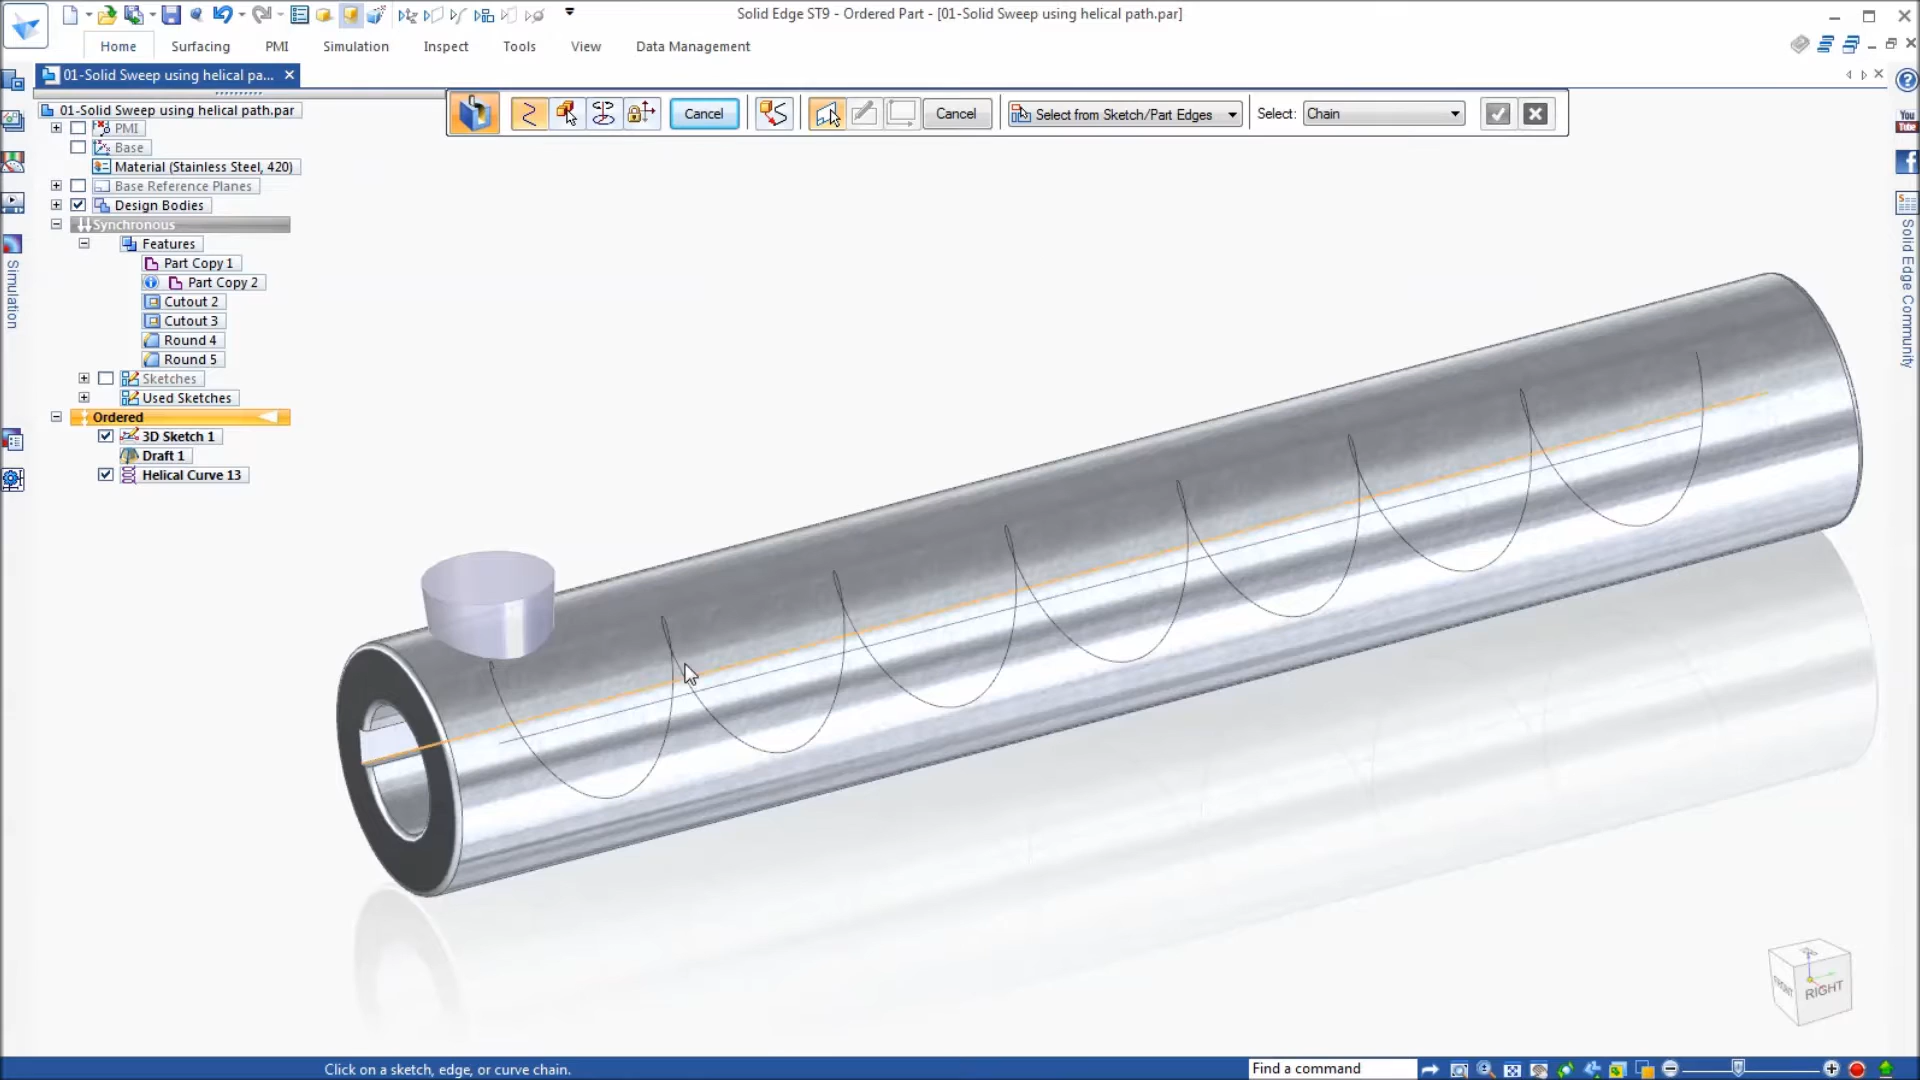 Solid Edge ST9 - Ordered Part - [01-Solid Sweep using helical path.par]
Home
Surfacing
PMI
Simulation
Inspect
Tools
View
Data Management
01-Solid Sweep using helical pa...
01-Solid Sweep using helical path.par
PMI
Base
Material (Stainless Steel, 420)
Base Reference Planes
Design Bodies
Synchronous
Features
Part Copy 1
Part Copy 2
Cutout 2
Cutout 3
Round 4
Round 5
Sketches
Used Sketches
Ordered
3D Sketch 1
Draft 1
Helical Curve 13
Cancel
Cancel
Select from Sketch/Part Edges
Select:
Chain
Simulation
You
Tube
Solid Edge Community
FRONT
RIGHT
Click on a sketch, edge, or curve chain.
Find a command